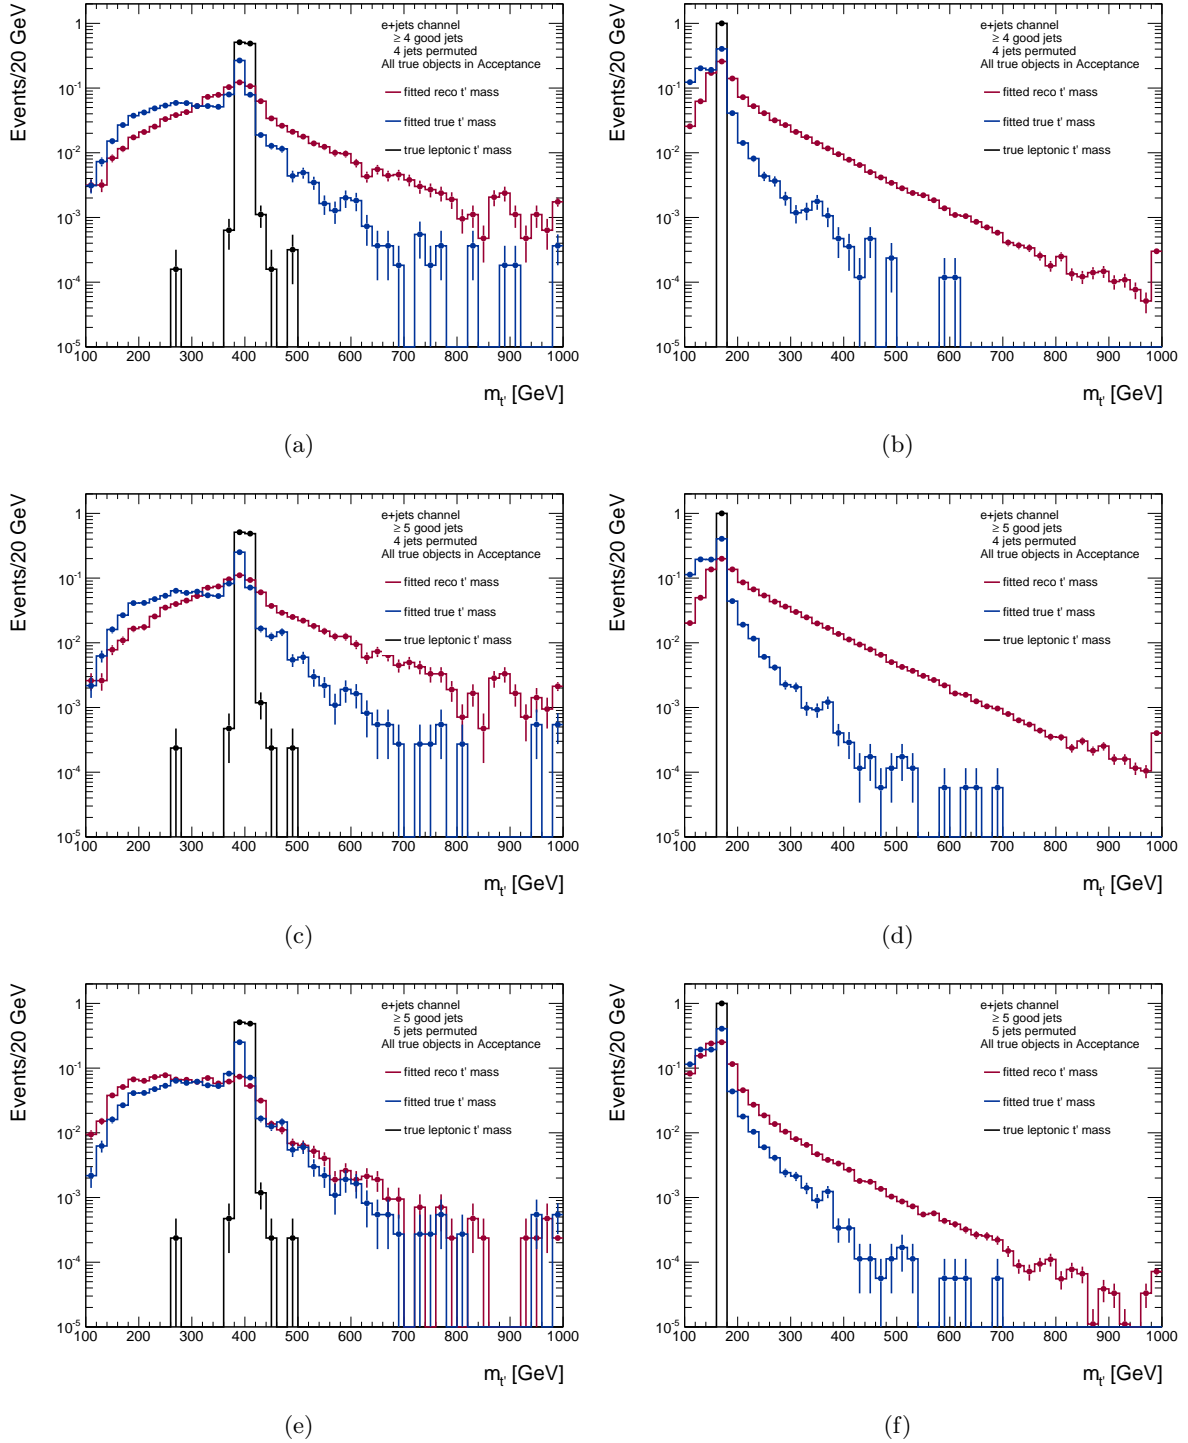 Events/20 GeV
1
10-1
10-2
10-3
10-4
10-5
e+jets channel
≥ 4 good jets
4 jets permuted
All true objects in Acceptance
fitted reco t' mass
fitted true t' mass
true leptonic t' mass
100 200 300 400 500 600 700 800 900 1000
mt' [GeV]
(a)
Events/20 GeV
1
10-1
10-2
10-3
10-4
10-5
e+jets channel
≥ 4 good jets
4 jets permuted
All true objects in Acceptance
fitted reco t' mass
fitted true t' mass
true leptonic t' mass
100 200 300 400 500 600 700 800 900 1000
mt' [GeV]
(b)
Events/20 GeV
1
10-1
10-2
10-3
10-4
10-5
e+jets channel
≥ 5 good jets
4 jets permuted
All true objects in Acceptance
fitted reco t' mass
fitted true t' mass
true leptonic t' mass
100 200 300 400 500 600 700 800 900 1000
mt' [GeV]
(c)
Events/20 GeV
1
10-1
10-2
10-3
10-4
10-5
e+jets channel
≥ 5 good jets
4 jets permuted
All true objects in Acceptance
fitted reco t' mass
fitted true t' mass
true leptonic t' mass
100 200 300 400 500 600 700 800 900 1000
mt' [GeV]
(d)
Events/20 GeV
1
10-1
10-2
10-3
10-4
10-5
e+jets channel
≥ 5 good jets
5 jets permuted
All true objects in Acceptance
fitted reco t' mass
fitted true t' mass
true leptonic t' mass
100 200 300 400 500 600 700 800 900 1000
mt' [GeV]
(e)
Events/20 GeV
1
10-1
10-2
10-3
10-4
10-5
e+jets channel
≥ 5 good jets
5 jets permuted
All true objects in Acceptance
fitted reco t' mass
fitted true t' mass
true leptonic t' mass
100 200 300 400 500 600 700 800 900 1000
mt' [GeV]
(f)